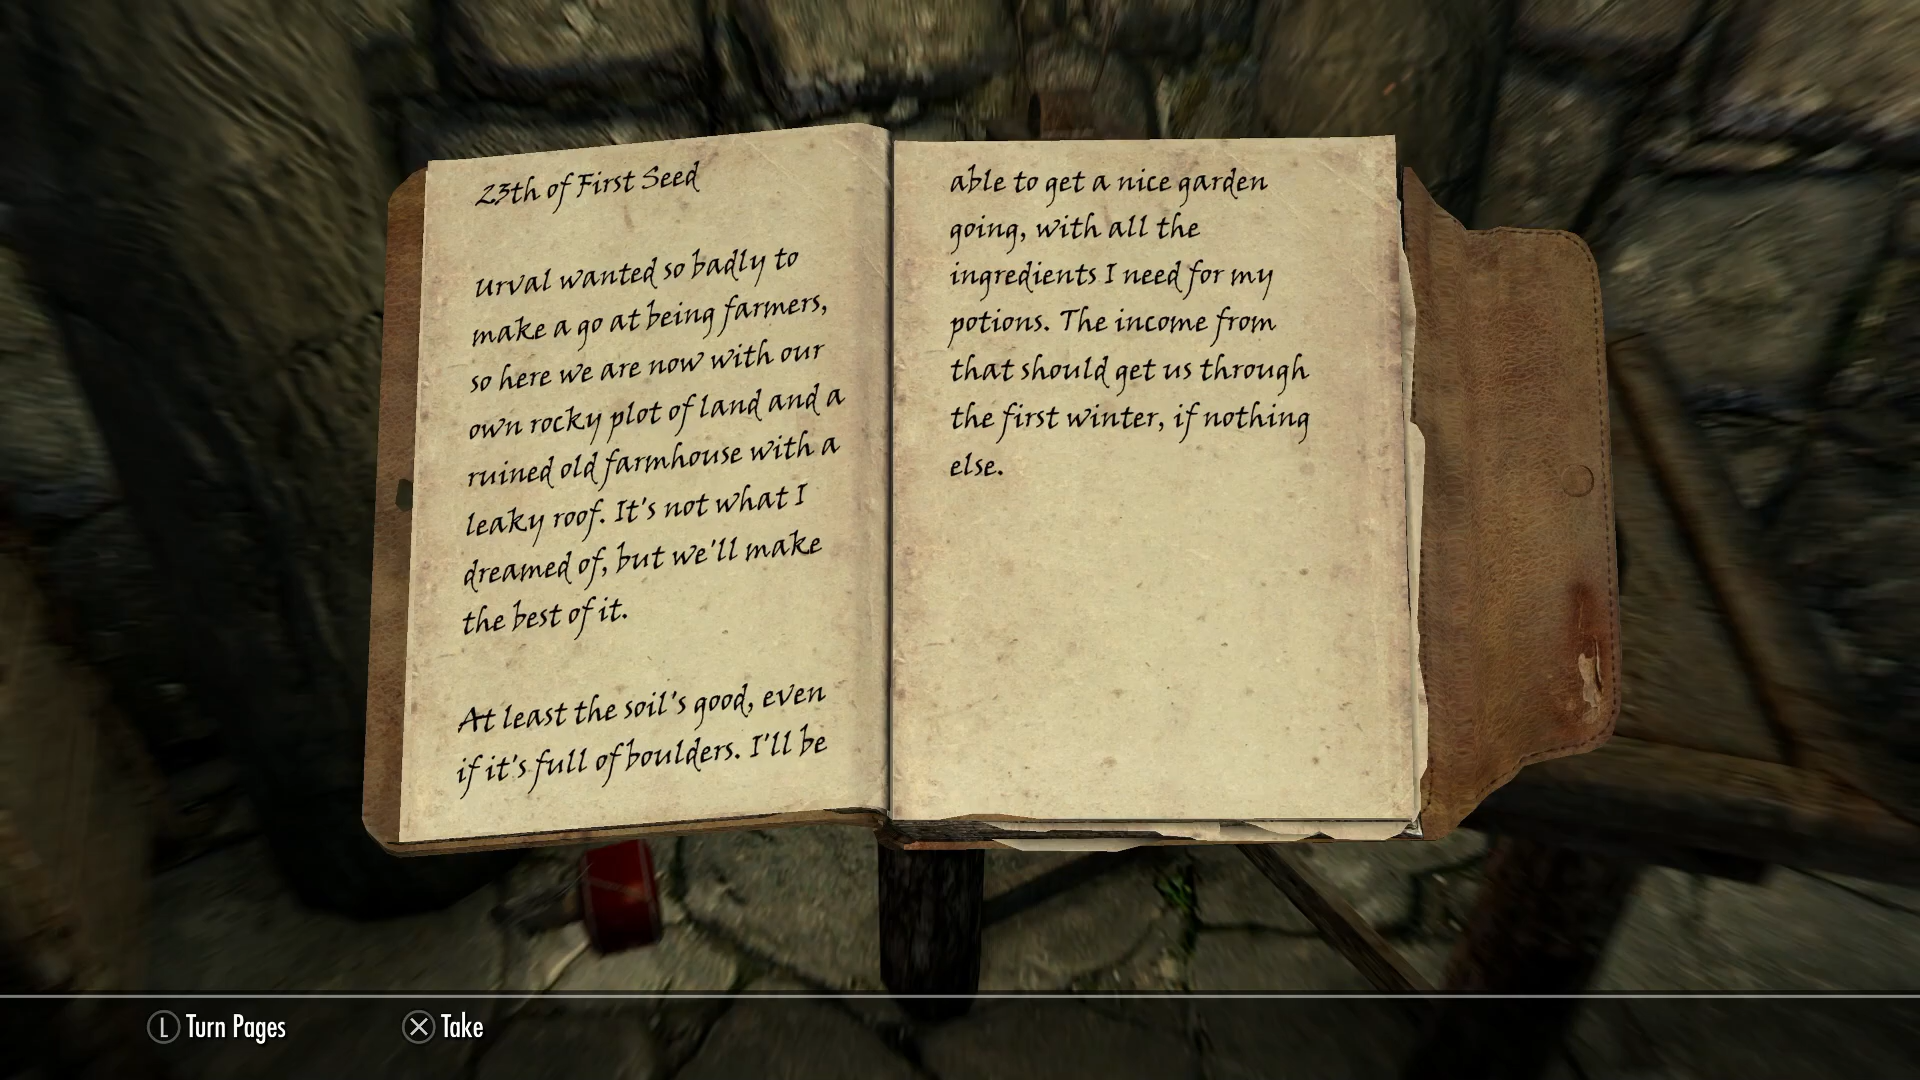 23th of First Seed
Urval wanted so badly to
make a go at being farmers,
so here we are now with our
own rocky plot of land and a
ruined old farmhouse with a
leaky roof. It's not what I
dreamed of, but we'll make
the best of it.
At least the soil's good, even
if it's full of boulders. I'll be
able to get a nice garden
going, with all the
ingredients I need for my
potions. The income from
that should get us through
the first winter, if nothing
else.
L Turn Pages
X Take